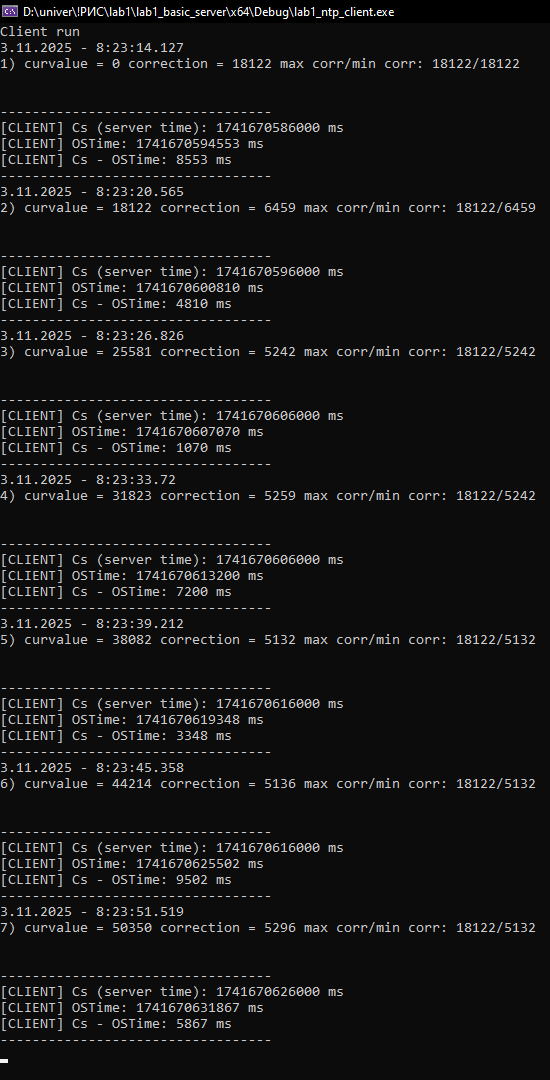 D:\univer\!РИС\lab1\lab1_basic_server\x64\Debug\lab1_ntp_client.exe
Client run
3.11.2025 - 8:23:14.127
1) curvalue = 0 correction = 18122 max corr/min corr: 18122/18122
----------------------------------
[CLIENT] Cs (server time): 1741670586000 ms
[CLIENT] OSTime: 1741670594553 ms
[CLIENT] Cs - OSTime: 8553 ms
----------------------------------
3.11.2025 - 8:23:20.565
2) curvalue = 18122 correction = 6459 max corr/min corr: 18122/6459
----------------------------------
[CLIENT] Cs (server time): 1741670596000 ms
[CLIENT] OSTime: 1741670600810 ms
[CLIENT] Cs - OSTime: 4810 ms
----------------------------------
3.11.2025 - 8:23:26.826
3) curvalue = 25581 correction = 5242 max corr/min corr: 18122/5242
----------------------------------
[CLIENT] Cs (server time): 1741670606000 ms
[CLIENT] OSTime: 1741670607070 ms
[CLIENT] Cs - OSTime: 1070 ms
----------------------------------
3.11.2025 - 8:23:33.72
4) curvalue = 31823 correction = 5259 max corr/min corr: 18122/5242
----------------------------------
[CLIENT] Cs (server time): 1741670606000 ms
[CLIENT] OSTime: 1741670613200 ms
[CLIENT] Cs - OSTime: 7200 ms
----------------------------------
3.11.2025 - 8:23:39.212
5) curvalue = 38082 correction = 5132 max corr/min corr: 18122/5132
----------------------------------
[CLIENT] Cs (server time): 1741670616000 ms
[CLIENT] OSTime: 1741670619348 ms
[CLIENT] Cs - OSTime: 3348 ms
----------------------------------
3.11.2025 - 8:23:45.358
6) curvalue = 44214 correction = 5136 max corr/min corr: 18122/5132
----------------------------------
[CLIENT] Cs (server time): 1741670616000 ms
[CLIENT] OSTime: 1741670625502 ms
[CLIENT] Cs - OSTime: 9502 ms
----------------------------------
3.11.2025 - 8:23:51.519
7) curvalue = 50350 correction = 5296 max corr/min corr: 18122/5132
----------------------------------
[CLIENT] Cs (server time): 1741670626000 ms
[CLIENT] OSTime: 1741670631867 ms
[CLIENT] Cs - OSTime: 5867 ms
----------------------------------